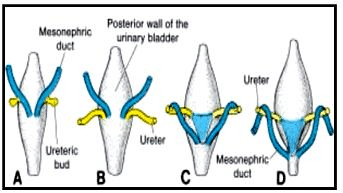 Mesonephric
duct
Posterior wall of the
urinary bladder
Ureter
Ureteric
bud
Ureter
Mesonephric
duct
A
B
C
D